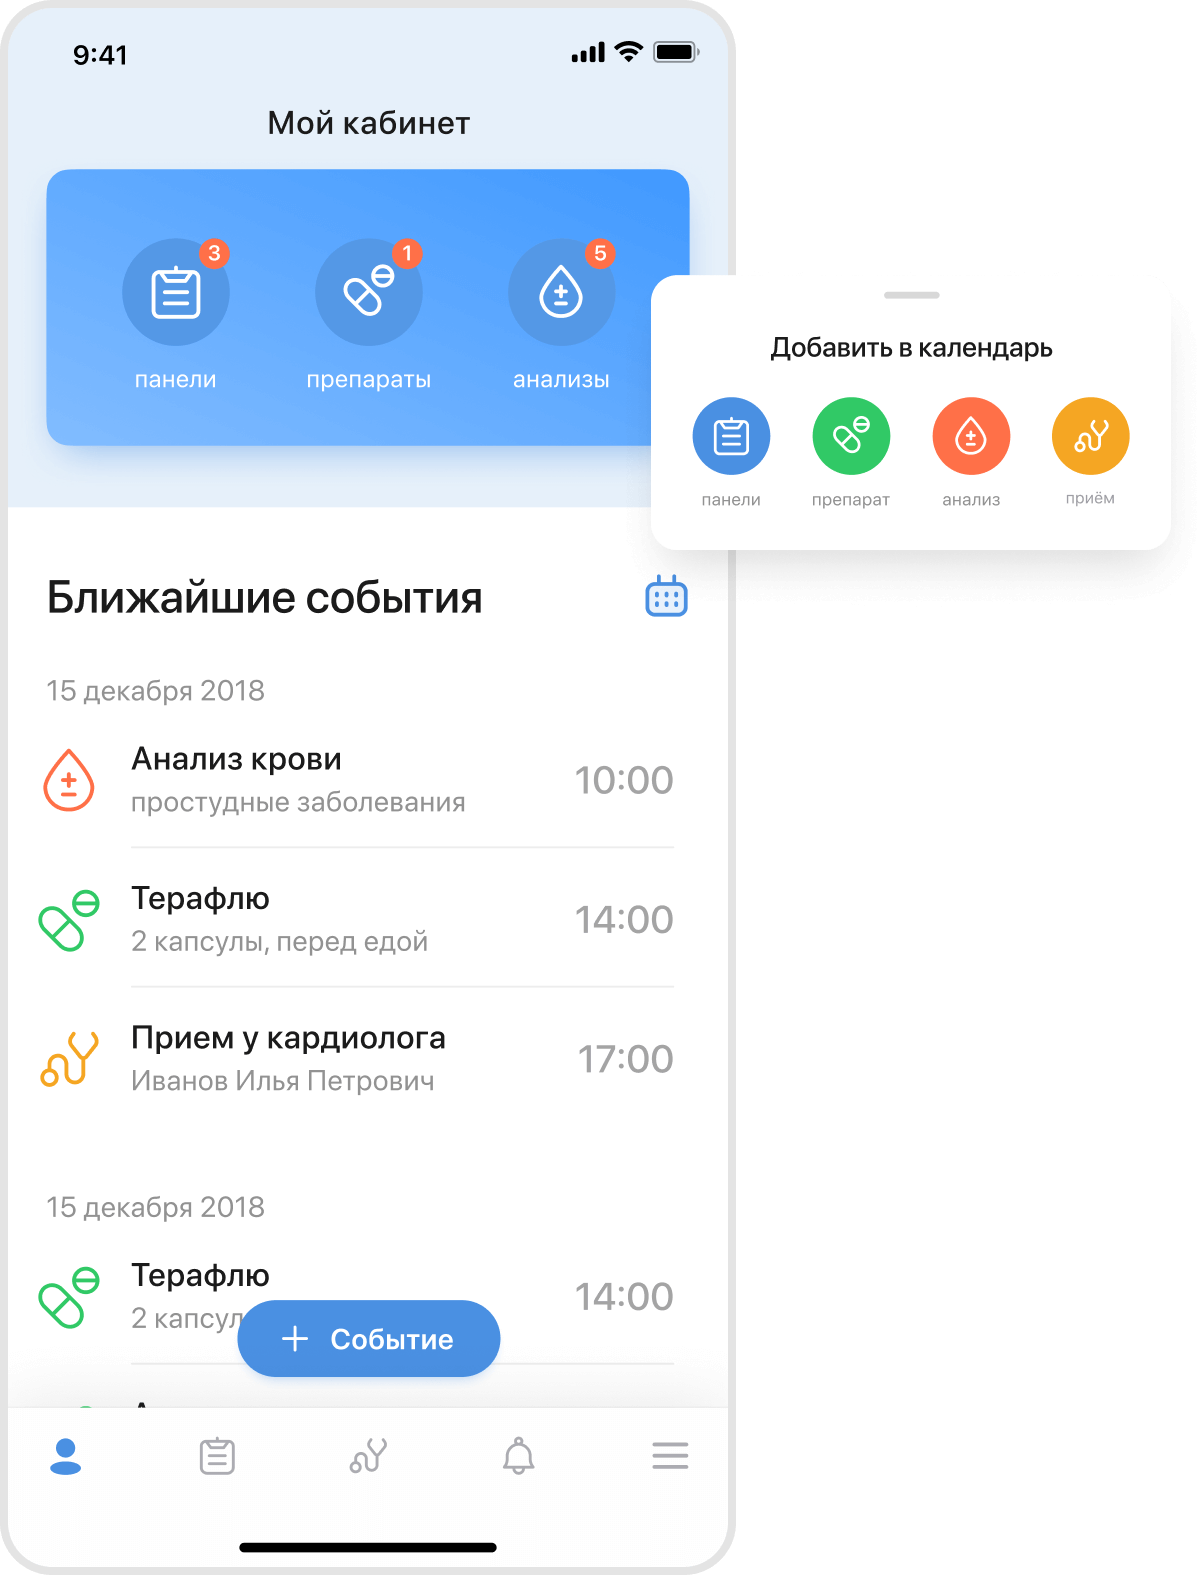 9:41
Мой кабинет
3
1
5
панели
препараты
анализы
Добавить в календарь
панели
препарат
анализ
приём
Ближайшие события
15 декабря 2018
Анализ крови
простудные заболевания
10:00
Терафлю
2 капсулы, перед едой
14:00
Прием у кардиолога
Иванов Илья Петрович
17:00
15 декабря 2018
Терафлю
2 капсул
14:00
Событие